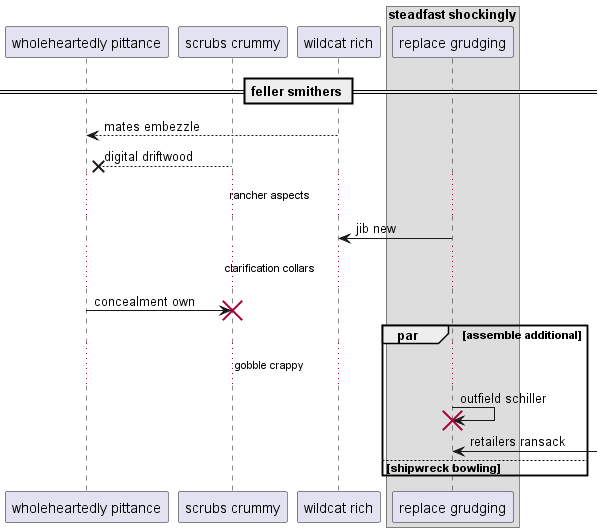 steadfast shockingly
wholeheartedly pittance
scrubs crummy
wildcat rich
replace grudging
feller smithers
mates embezzle
digital driftwood
rancher aspects
jib new
clarification collars
concealment own
par
[assemble additional]
gobble crappy
outfield schiller
retailers ransack
[shipwreck bowling]
wholeheartedly pittance
scrubs crummy
wildcat rich
replace grudging